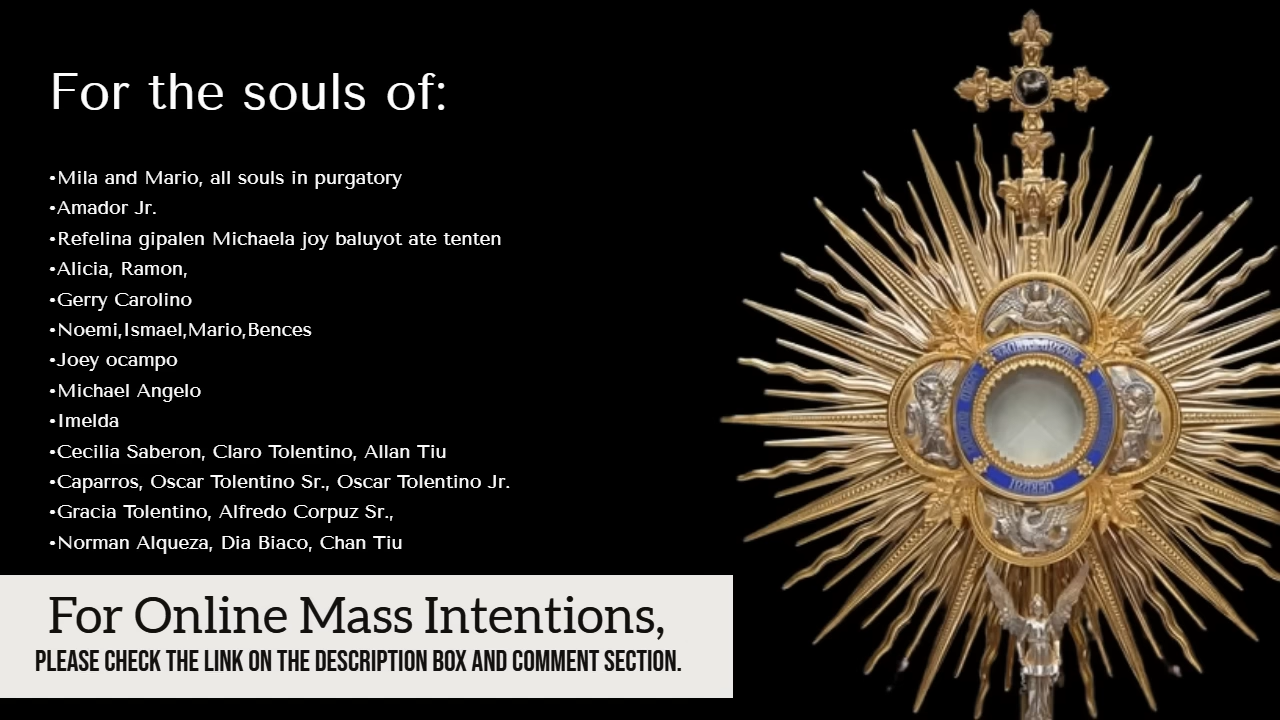 For the souls of:
•Mila and Mario, all souls in purgatory
•Amador Jr.
•Refelina gipalen Michaela joy baluyot ate tenten
•Alicia, Ramon,
•Gerry Carolino
•Noemi,Ismael,Mario,Bences
•Joey ocampo
•Michael Angelo
•Imelda
•Cecilia Saberon, Claro Tolentino, Allan Tiu
•Caparros, Oscar Tolentino Sr., Oscar Tolentino Jr.
•Gracia Tolentino, Alfredo Corpuz Sr.,
•Norman Alqueza, Dia Biaco, Chan Tiu
For Online Mass Intentions,
PLEASE CHECK THE LINK ON THE DESCRIPTION BOX AND COMMENT SECTION.